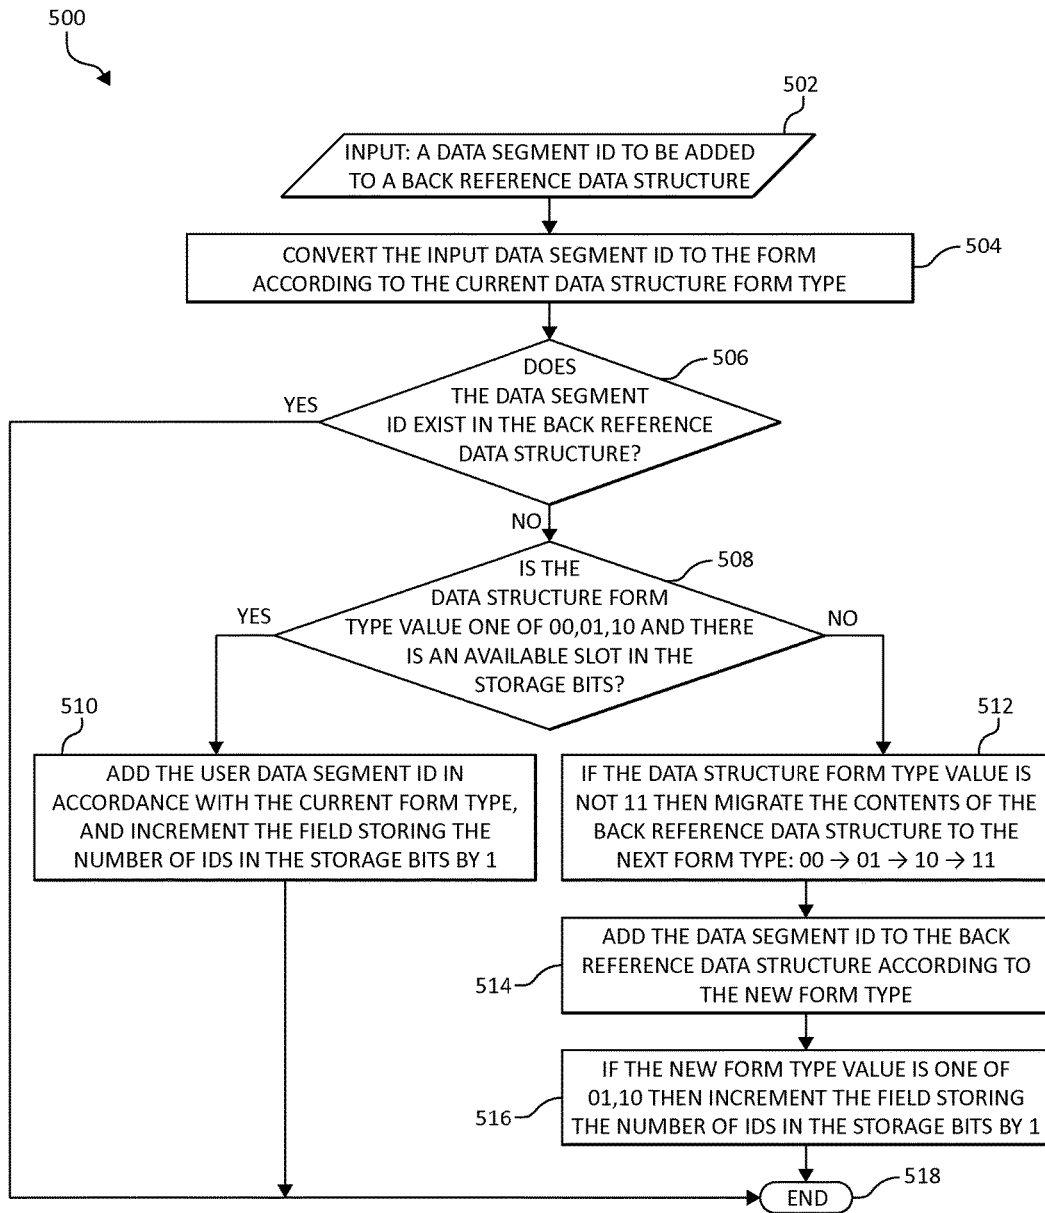 500
502
INPUT: A DATA SEGMENT ID TO BE ADDED
TO A BACK REFERENCE DATA STRUCTURE
CONVERT THE INPUT DATA SEGMENT ID TO THE FORM
ACCORDING TO THE CURRENT DATA STRUCTURE FORM TYPE
504
DOES
THE DATA SEGMENT
ID EXIST IN THE BACK REFERENCE
DATA STRUCTURE?
506
YES
NO
IS THE
DATA STRUCTURE FORM
TYPE VALUE ONE OF 00,01,10 AND THERE
IS AN AVAILABLE SLOT IN THE
STORAGE BITS?
508
YES
NO
510
ADD THE USER DATA SEGMENT ID IN
ACCORDANCE WITH THE CURRENT FORM TYPE,
AND INCREMENT THE FIELD STORING THE
NUMBER OF IDS IN THE STORAGE BITS BY 1
512
IF THE DATA STRUCTURE FORM TYPE VALUE IS
NOT 11 THEN MIGRATE THE CONTENTS OF THE
BACK REFERENCE DATA STRUCTURE TO THE
NEXT FORM TYPE: 00 → 01 → 10 → 11
ADD THE DATA SEGMENT ID TO THE BACK
REFERENCE DATA STRUCTURE ACCORDING TO
THE NEW FORM TYPE
514
IF THE NEW FORM TYPE VALUE IS ONE OF
01,10 THEN INCREMENT THE FIELD STORING
THE NUMBER OF IDS IN THE STORAGE BITS BY 1
516
END
518